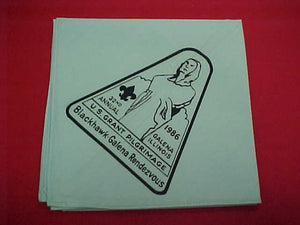 32ND
ANNUAL
1986
GALENA
ILLINOIS
U.S. GRANT PILGRIMAGE
Blackhawk Galena Rendezvous